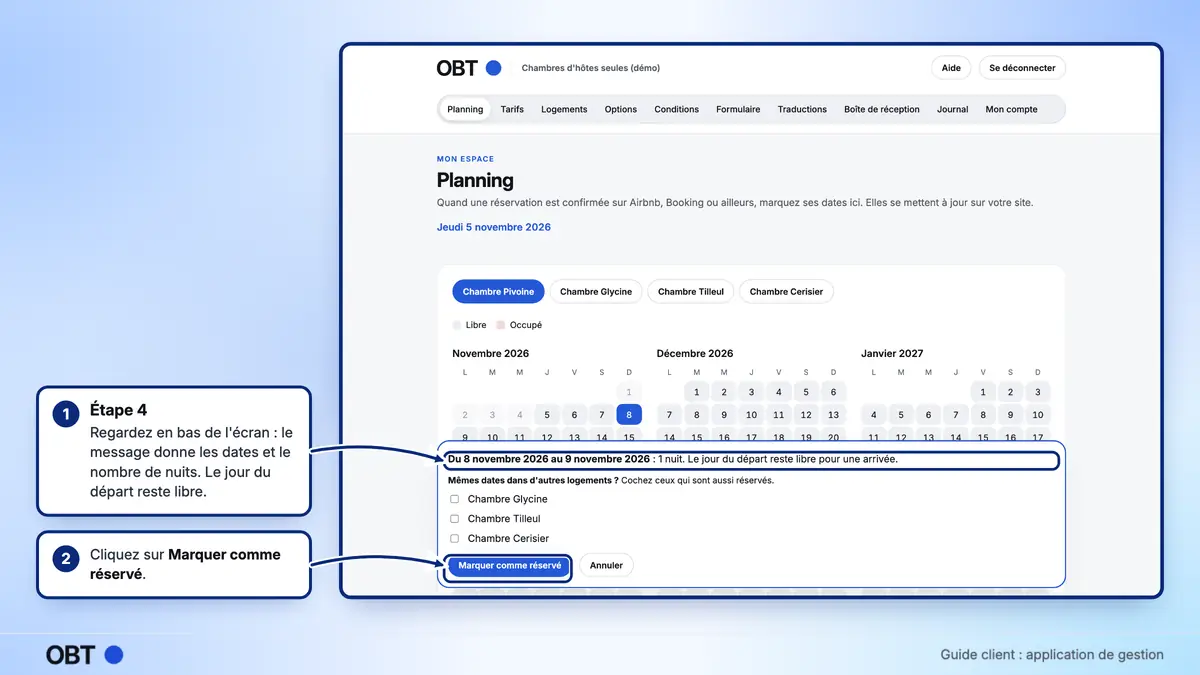 OBT
Chambres d'hôtes seules (démo)
Aide
Se déconnecter
Planning
Tarifs
Logements
Options
Conditions
Formulaire
Traductions
Boîte de réception
Journal
Mon compte
MON ESPACE
Planning
Quand une réservation est confirmée sur Airbnb, Booking ou ailleurs, marquez ses dates ici. Elles se mettent à jour sur votre site.
Jeudi 5 novembre 2026
Chambre Pivoine
Chambre Glycine
Chambre Tilleul
Chambre Cerisier
Libre
Occupé
Novembre 2026
L M M J V S D
1
2 3 4 5 6 7 8
9 10 11 12 13 14 15
Décembre 2026
L M M J V S D
1 2 3 4 5 6
7 8 9 10 11 12 13
14 15 16 17 18 19 20
Janvier 2027
L M M J V S D
1 2 3
4 5 6 7 8 9 10
11 12 13 14 15 16 17
Du 8 novembre 2026 au 9 novembre 2026 : 1 nuit. Le jour du départ reste libre pour une arrivée.
Mêmes dates dans d'autres logements ? Cochez ceux qui sont aussi réservés.
Chambre Glycine
Chambre Tilleul
Chambre Cerisier
Marquer comme réservé
Annuler
1
Étape 4
Regardez en bas de l'écran : le
message donne les dates et le
nombre de nuits. Le jour du
départ reste libre.
2
Cliquez sur Marquer comme
réservé.
OBT
Guide client : application de gestion